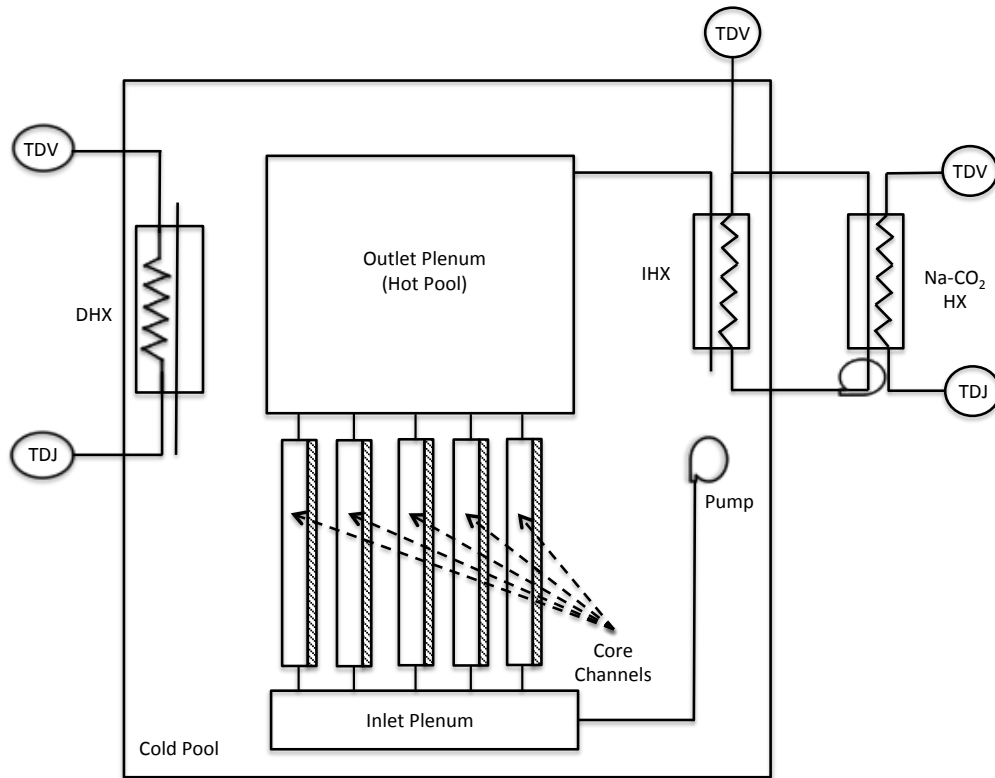 TDV
TDV
TDV
Outlet Plenum
(Hot Pool)
IHX
Na-CO₂
HX
DHX
TDJ
TDJ
Pump
Core
Channels
Inlet Plenum
Cold Pool